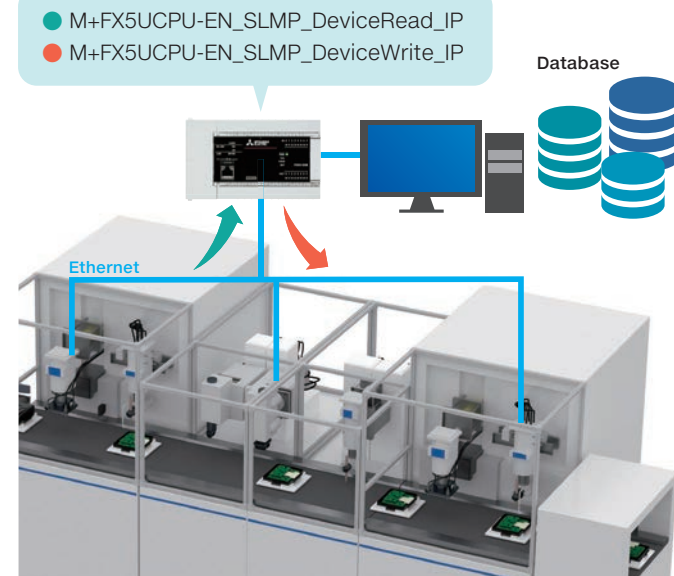 M+FX5UCPU-EN_SLMP_DeviceRead_IP
M+FX5UCPU-EN_SLMP_DeviceWrite_IP
Database
Ethernet